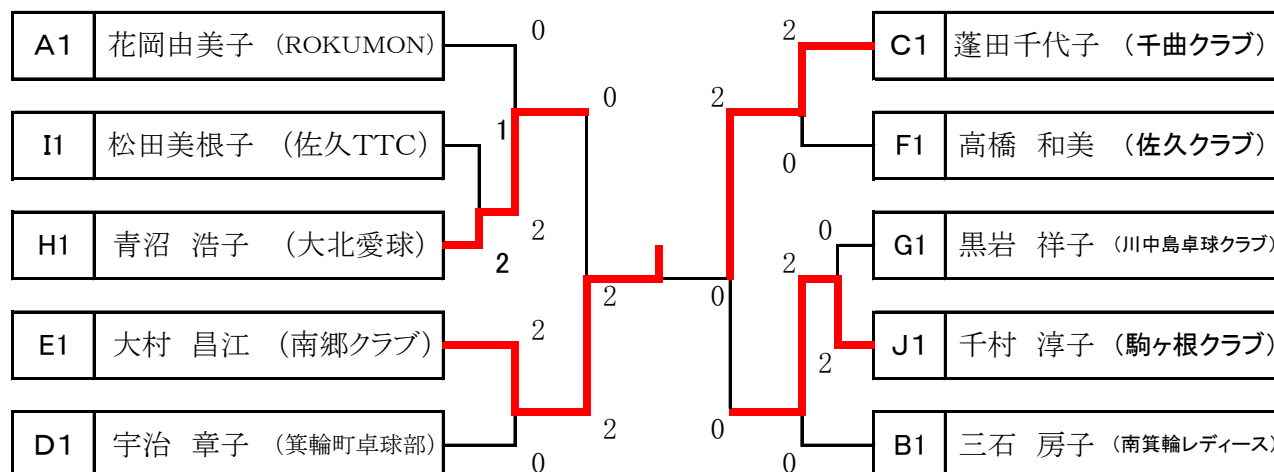 0
2
A1 花岡由美子 (ROKUMON)
C1 蓬田千代子 (千曲クラブ)
0
2
1
I1 松田美根子 (佐久TTC)
F1 高橋 和美 (佐久クラブ)
0
H1 青沼 浩子 (大北愛球)
2
0
G1 黒岩 祥子 (川中島卓球クラブ)
2
2
2
0
E1 大村 昌江 (南郷クラブ)
2
J1 千村 淳子 (駒ヶ根クラブ)
2
D1 宇治 章子 (箕輪町卓球部)
2
0
B1 三石 房子 (南箕輪レディース)
0
0